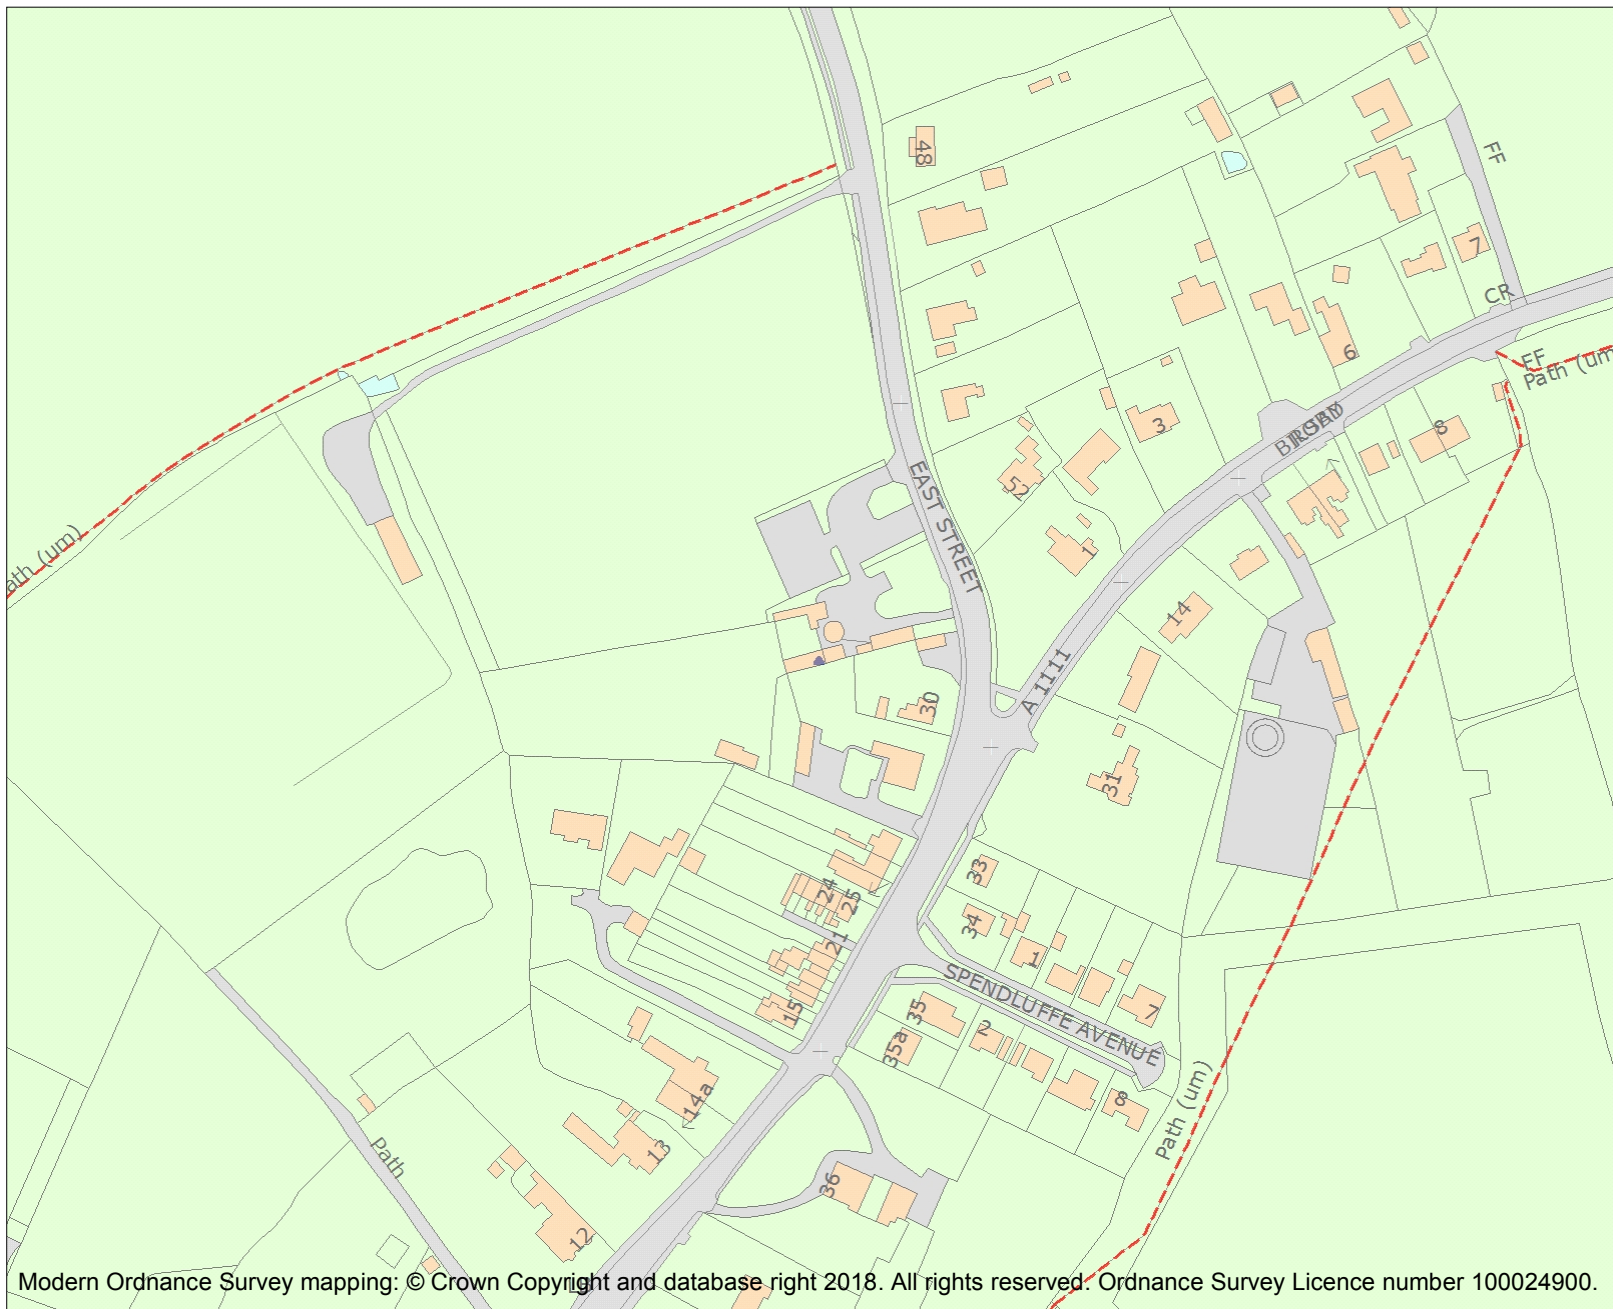 48
FF
7
CR
6
FF
Path (um
3
8
EAST STREET
52
1
ath (um)
14
A 1111
30
31
33
24
25
34
21
1
SPENDLUFFE AVENUE
7
15
35
2
35a
14a
8
Path (um)
13
Path
36
12
Modern Ordnance Survey mapping: © Crown Copyright and database right 2018. All rights reserved. Ordnance Survey Licence number 100024900.